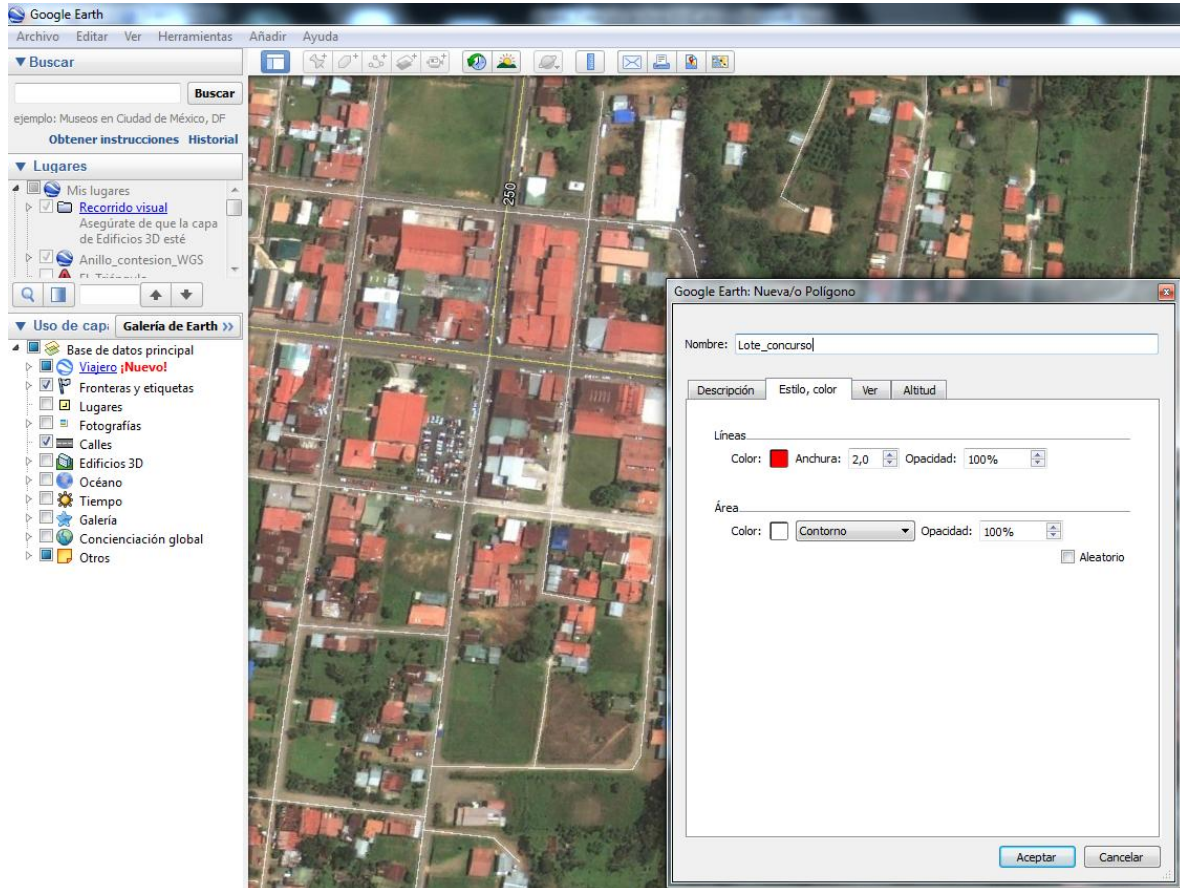 Google Earth
Archivo Editar Ver Herramientas Añadir Ayuda
Buscar
Buscar
ejemplo: Museos en Ciudad de México, DF
Obtener instrucciones Historial
Lugares
Mis lugares
Recorrido visual
Asegúrate de que la capa
de Edificios 3D esté
Anillo_contesion_WGS
Uso de capa
Galería de Earth >>
Base de datos principal
Viajero ¡Nuevo!
Fronteras y etiquetas
Lugares
Fotografías
Calles
Edificios 3D
Océano
Tiempo
Galería
Concienciación global
Otros
250
Google Earth: Nueva/o Polígono
Nombre: Lote_concurso
Descripción Estilo, color Ver Altitud
Líneas
Color: Anchura: 2,0 Opacidad: 100%
Área
Color: Contorno Opacidad: 100%
Aleatorio
Aceptar Cancelar